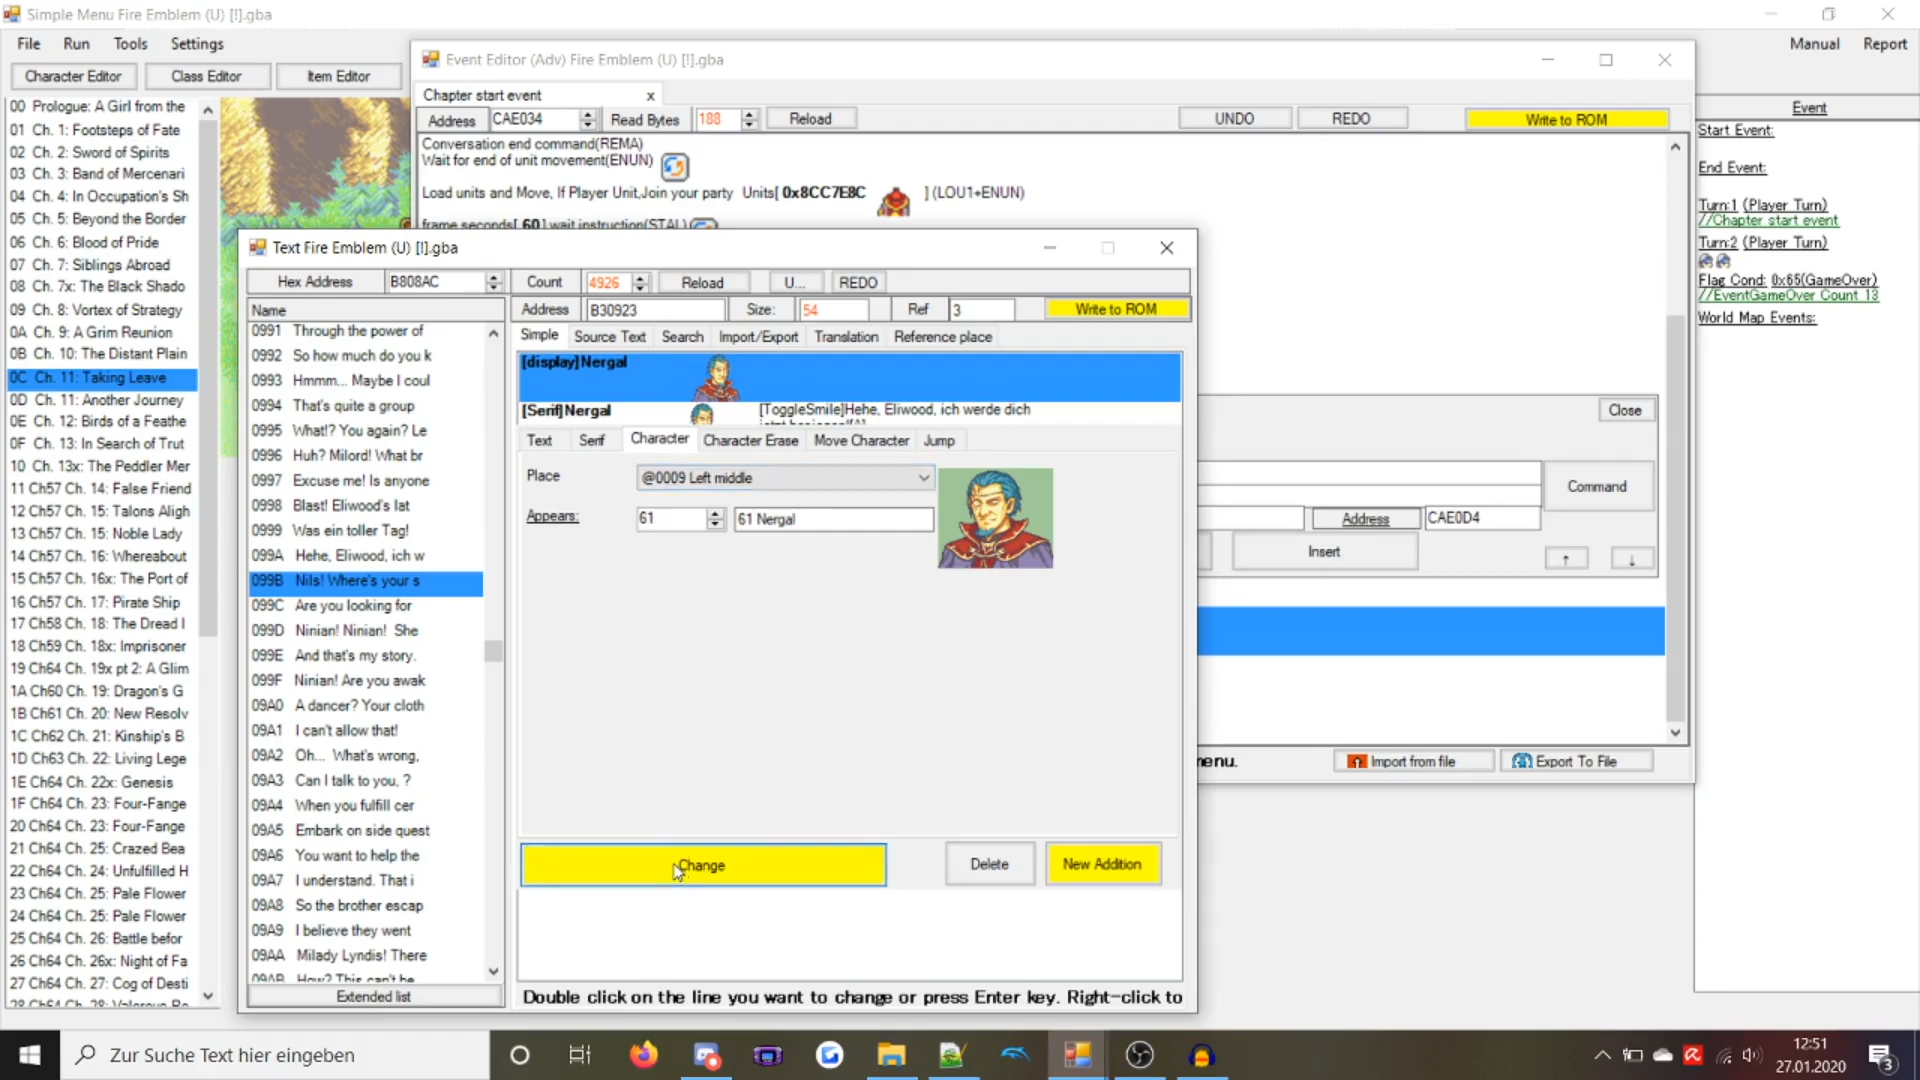 Simple Menu Fire Emblem (U) [!].gba
File Run Tools Settings
Manual Report
Character Editor Class Editor Item Editor
00 Prologue: A Girl from the
01 Ch. 1: Footsteps of Fate
02 Ch. 2: Sword of Spirits
03 Ch. 3: Band of Mercenari
04 Ch. 4: In Occupation's Sh
05 Ch. 5: Beyond the Border
06 Ch. 6: Blood of Pride
07 Ch. 7: Siblings Abroad
08 Ch. 7x: The Black Shado
09 Ch. 8: Vortex of Strategy
0A Ch. 9: A Grim Reunion
0B Ch. 10: The Distant Plain
0C Ch. 11: Taking Leave
0D Ch. 11: Another Journey
0E Ch. 12: Birds of a Feathe
0F Ch. 13: In Search of Trut
10 Ch. 13x: The Peddler Mer
11 Ch57 Ch. 14: False Friend
12 Ch57 Ch. 15: Talons Aligh
13 Ch57 Ch. 15: Noble Lady
14 Ch57 Ch. 16: Whereabout
15 Ch57 Ch. 16x: The Port of
16 Ch57 Ch. 17: Pirate Ship
17 Ch58 Ch. 18: The Dread I
18 Ch59 Ch. 18x: Imprisoner
19 Ch64 Ch. 19x pt 2: A Glim
1A Ch60 Ch. 19: Dragon's G
1B Ch61 Ch. 20: New Resolv
1C Ch62 Ch. 21: Kinship's B
1D Ch63 Ch. 22: Living Lege
1E Ch64 Ch. 22x: Genesis
1F Ch64 Ch. 23: Four-Fange
20 Ch64 Ch. 23: Four-Fange
21 Ch64 Ch. 25: Crazed Bea
22 Ch64 Ch. 24: Unfulfilled H
23 Ch64 Ch. 25: Pale Flower
24 Ch64 Ch. 25: Pale Flower
25 Ch64 Ch. 26: Battle befor
26 Ch64 Ch. 26x: Night of Fa
27 Ch64 Ch. 27: Cog of Desti
Event Editor (Adv) Fire Emblem (U) [!].gba
Chapter start event x
Address CAE034 Read Bytes 188 Reload UNDO REDO Write to ROM
Conversation end command(REMA)
Wait for end of unit movement(ENUN)
Load units and Move, If Player Unit,Join your party Units[ 0x8CC7E8C ] (LOU1+ENUN)
frame seconds[ 60 ] wait instruction(STAL)
Close
Command
Address CAE0D4
Insert ↑ ↓
menu. Import from file Export To File
Event
Start Event:
End Event:
Turn:1 (Player Turn)
//Chapter start event
Turn:2 (Player Turn)
Flag Cond: 0x65(GameOver)
//EventGameOver Count 13
World Map Events:
Text Fire Emblem (U) [!].gba
Hex Address B808AC Count 4926 Reload U... REDO
Name
Address B30923 Size: 54 Ref 3 Write to ROM
0991 Through the power of
0992 So how much do you k
0993 Hmmm... Maybe I coul
0994 That's quite a group
0995 What!? You again? Le
0996 Huh? Milord! What br
0997 Excuse me! Is anyone
0998 Blast! Eliwood's lat
0999 Was ein toller Tag!
099A Hehe, Eliwood, ich w
099B Nils! Where's your s
099C Are you looking for
099D Ninian! Ninian! She
099E And that's my story.
099F Ninian! Are you awak
09A0 A dancer? Your cloth
09A1 I can't allow that!
09A2 Oh... What's wrong,
09A3 Can I talk to you, ?
09A4 When you fulfill cer
09A5 Embark on side quest
09A6 You want to help the
09A7 I understand. That i
09A8 So the brother escap
09A9 I believe they went
09AA Milady Lyndis! There
09AB How? This can't be
Extended list
Simple Source Text Search Import/Export Translation Reference place
[display]Nergal
[Serif]Nergal [ToggleSmile]Hehe, Eliwood, ich werde dich
Text Serif Character Character Erase Move Character Jump
Place @0009 Left middle
Appears: 61 61 Nergal
Change Delete New Addition
Double click on the line you want to change or press Enter key. Right-click to
Zur Suche Text hier eingeben
12:51
27.01.2020
3